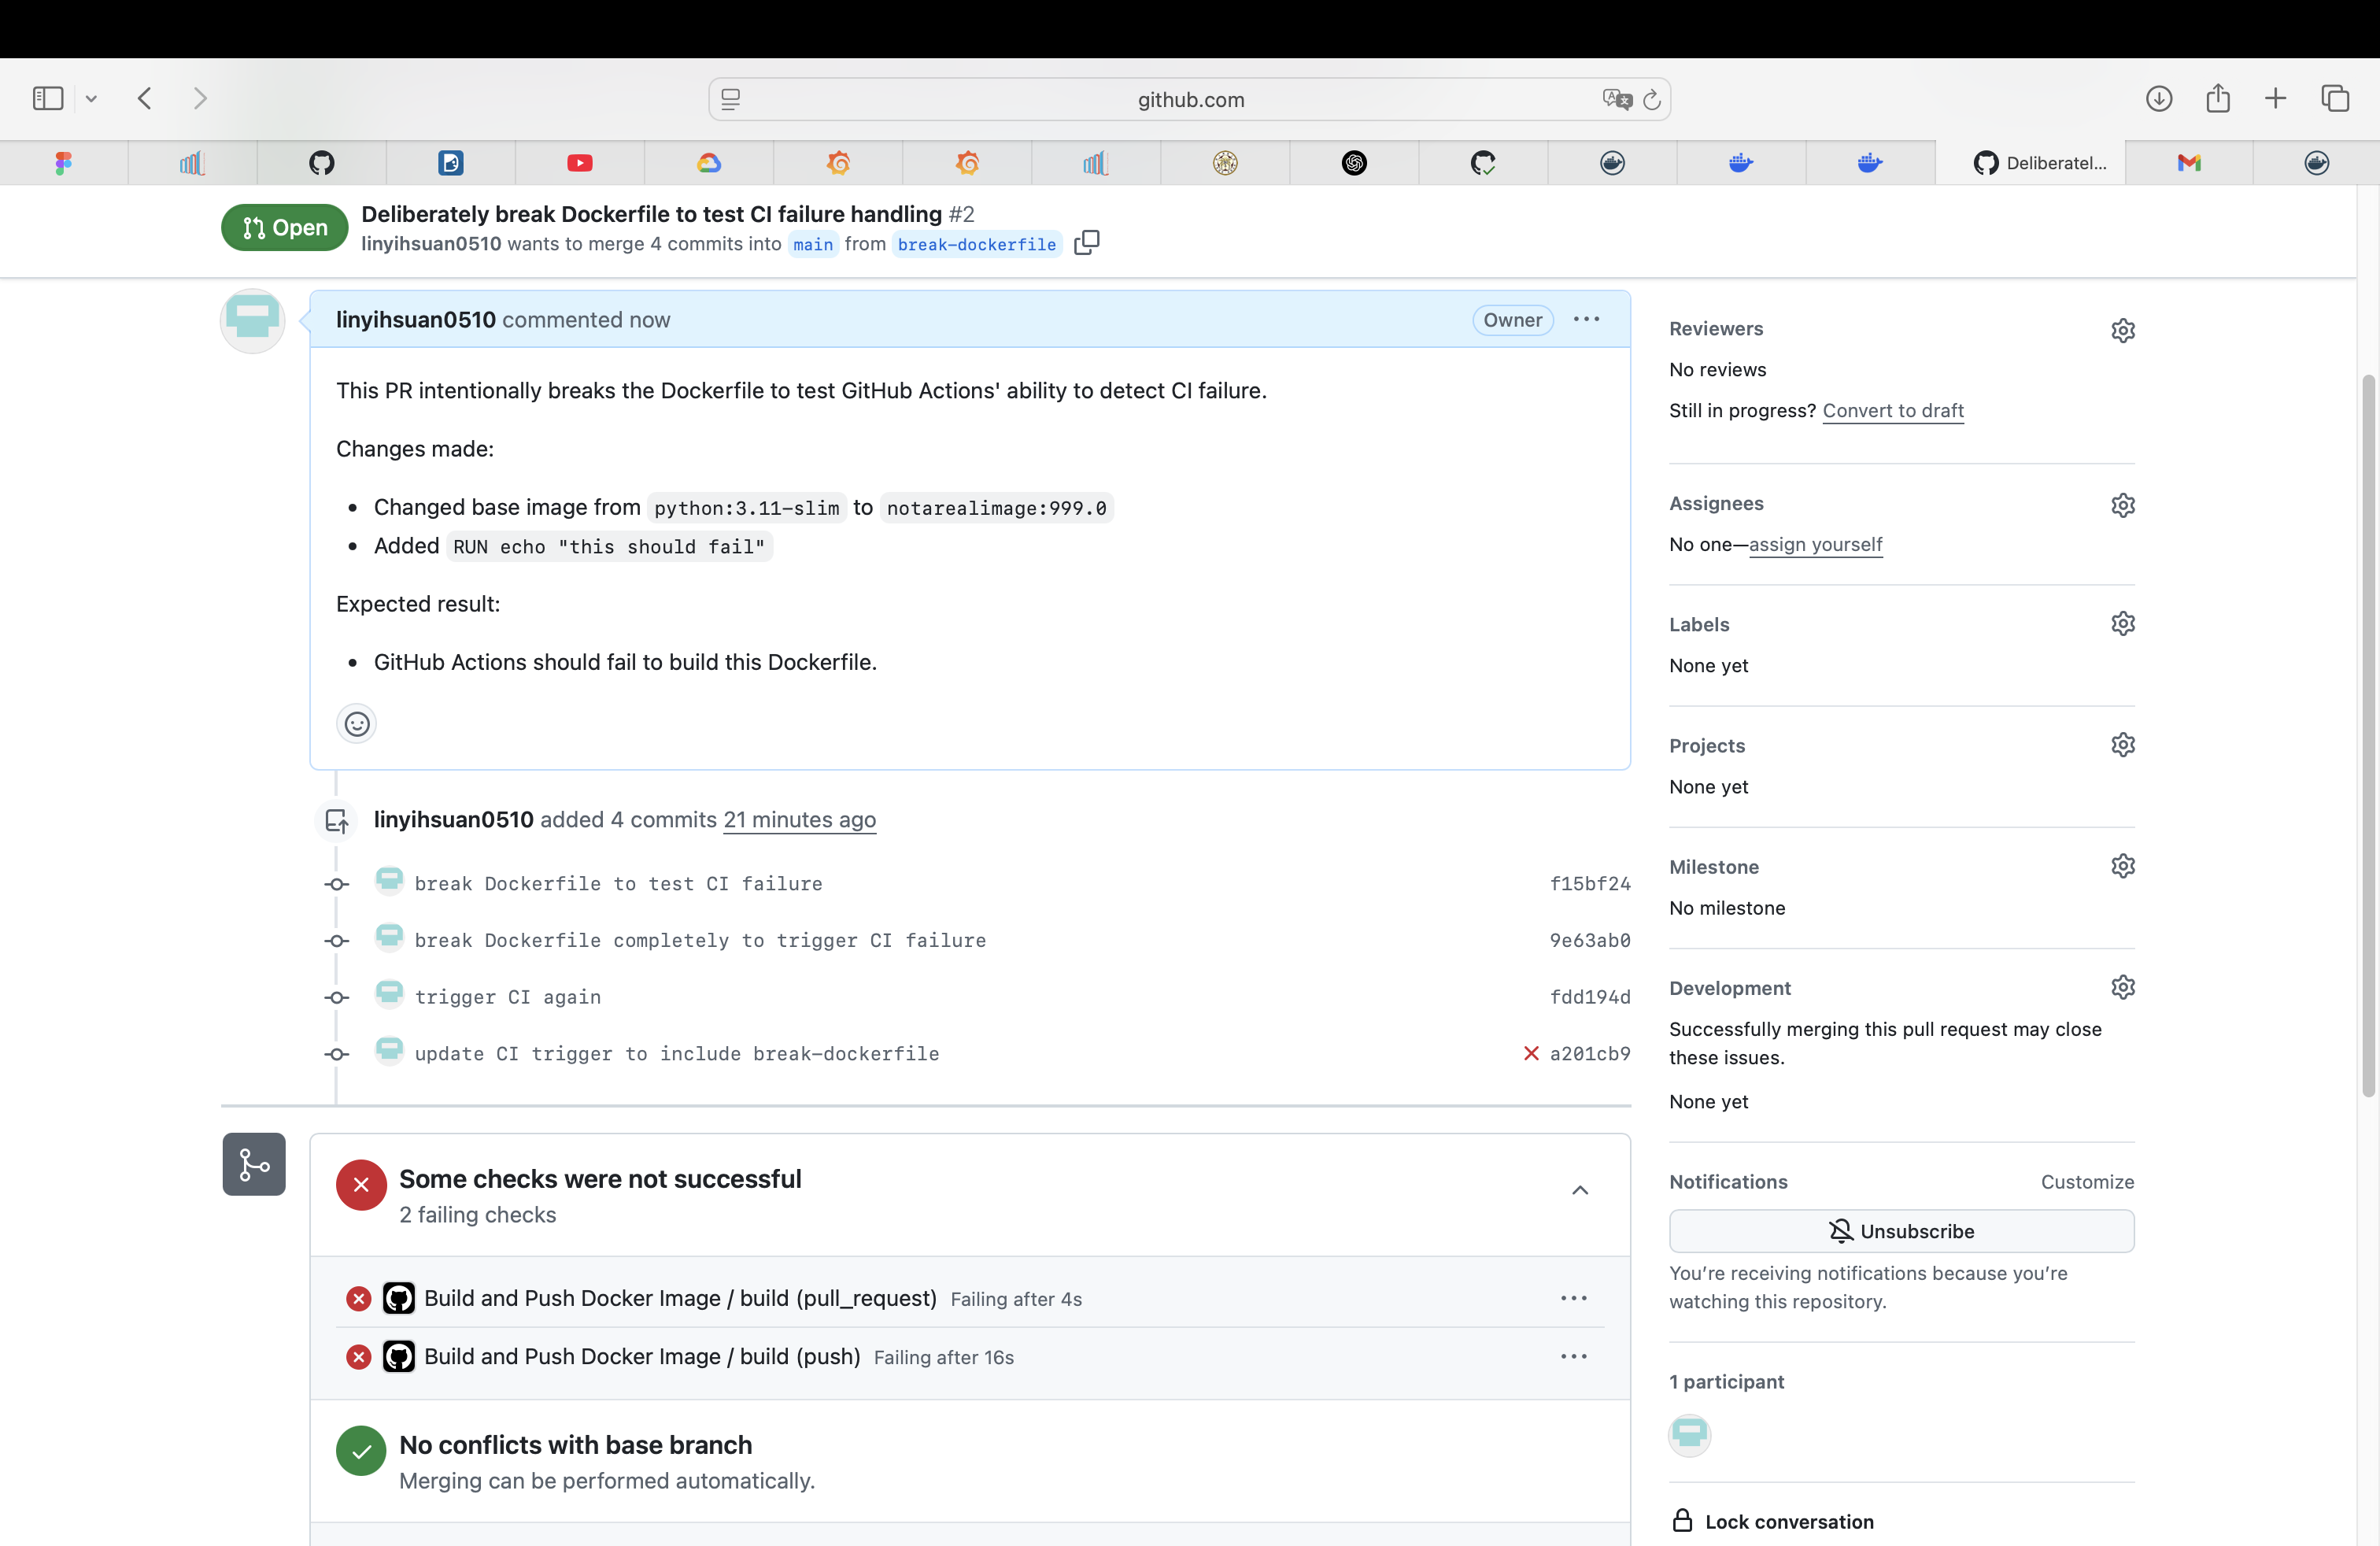 github.com
Deliberatel...
Open
Deliberately break Dockerfile to test CI failure handling #2
linyihsuan0510 wants to merge 4 commits into main from break-dockerfile
linyihsuan0510 commented now
Owner
This PR intentionally breaks the Dockerfile to test GitHub Actions' ability to detect CI failure.
Changes made:
Changed base image from python:3.11-slim to notarealimage:999.0
Added RUN echo "this should fail"
Expected result:
GitHub Actions should fail to build this Dockerfile.
linyihsuan0510 added 4 commits 21 minutes ago
break Dockerfile to test CI failure f15bf24
break Dockerfile completely to trigger CI failure 9e63ab0
trigger CI again fdd194d
update CI trigger to include break-dockerfile a201cb9
Some checks were not successful
2 failing checks
Build and Push Docker Image / build (pull_request) Failing after 4s
Build and Push Docker Image / build (push) Failing after 16s
No conflicts with base branch
Merging can be performed automatically.
Reviewers
No reviews
Still in progress? Convert to draft
Assignees
No one—assign yourself
Labels
None yet
Projects
None yet
Milestone
No milestone
Development
Successfully merging this pull request may close
these issues.
None yet
Notifications
Customize
Unsubscribe
You’re receiving notifications because you’re
watching this repository.
1 participant
Lock conversation